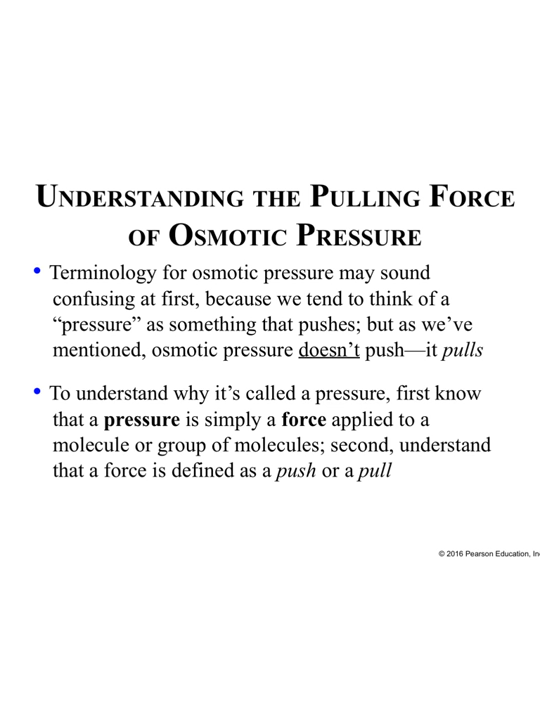 UNDERSTANDING THE PULLING FORCE
OF OSMOTIC PRESSURE
• Terminology for osmotic pressure may sound
confusing at first, because we tend to think of a
“pressure” as something that pushes; but as we’ve
mentioned, osmotic pressure doesn’t push—it pulls
• To understand why it’s called a pressure, first know
that a pressure is simply a force applied to a
molecule or group of molecules; second, understand
that a force is defined as a push or a pull
© 2016 Pearson Education, In